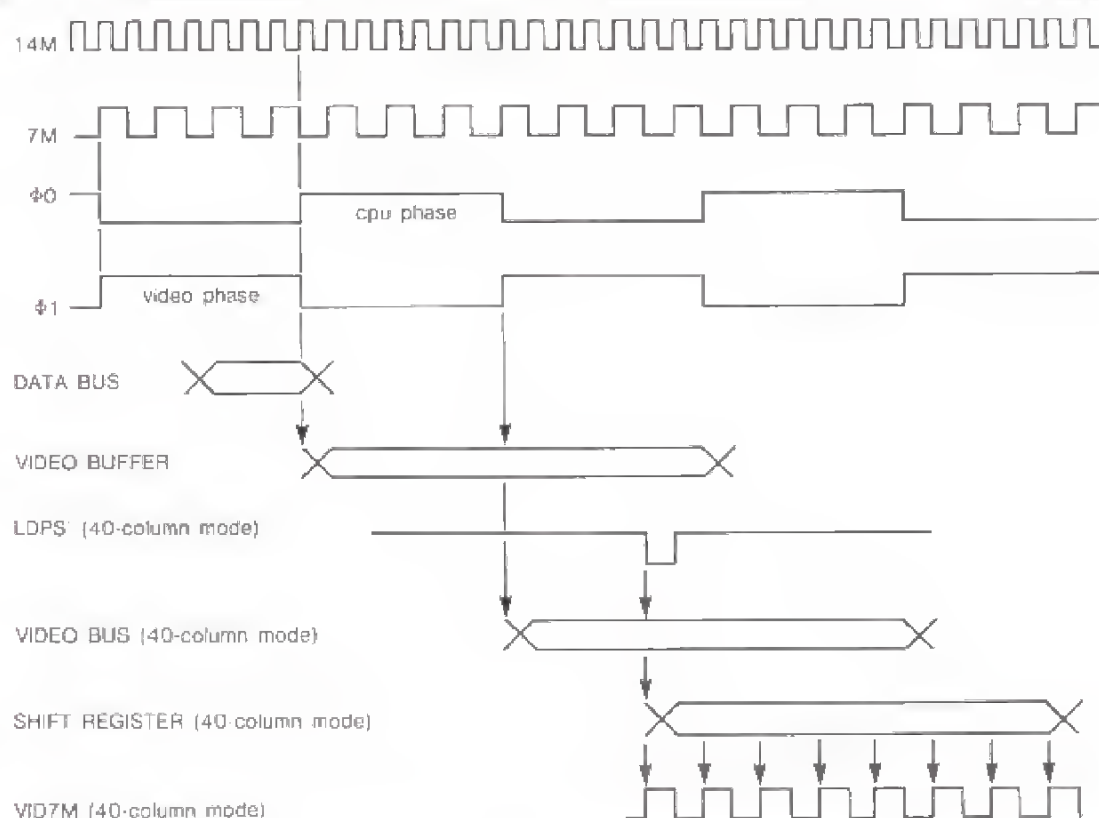 14M
7M
Φ0
cpu phase
Φ1
video phase
DATA BUS
VIDEO BUFFER
LDPS' (40-column mode)
VIDEO BUS (40-column mode)
SHIFT REGISTER (40-column mode)
VID7M (40-column mode)